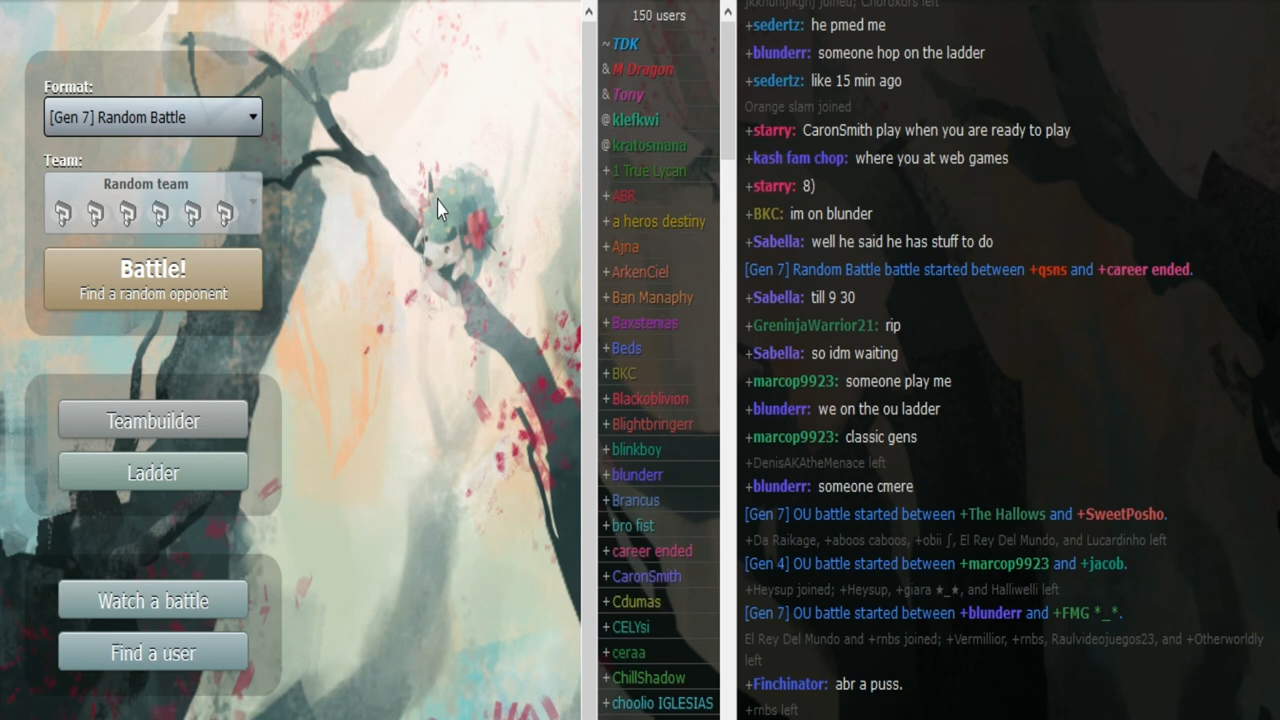 Format:
[Gen 7] Random Battle
Team:
Random team
Battle!
Find a random opponent
Teambuilder
Ladder
Watch a battle
Find a user
150 users
~ TDK
& M Dragon
& Tony
@ klefkwi
@ kratosmana
+ 1 True Lycan
+ ABR
+ a heros destiny
+ Ajna
+ ArkenCiel
+ Ban Manaphy
+ Baxstenias
+ Beds
+ BKC
+ Blackoblivion
+ Blightbringerr
+ blinkboy
+ blunderr
+ Brancus
+ bro fist
+ career ended
+ CaronSmith
+ Cdumas
+ CELYsi
+ ceraa
+ ChillShadow
+ choolio IGLESIAS
joined; left
+sedertz: he pmed me
+blunderr: someone hop on the ladder
+sedertz: like 15 min ago
Orange slam joined
+starry: CaronSmith play when you are ready to play
+kash fam chop: where you at web games
+starry: 8)
+BKC: im on blunder
+Sabella: well he said he has stuff to do
[Gen 7] Random Battle battle started between +qsns and +career ended.
+Sabella: till 9 30
+GreninjaWarrior21: rip
+Sabella: so idm waiting
+marcop9923: someone play me
+blunderr: we on the ou ladder
+marcop9923: classic gens
+DenisAKAtheMenace left
+blunderr: someone cmere
[Gen 7] OU battle started between +The Hallows and +SweetPosho.
+Da Raikage, +aboos caboos, +obii ʃ, El Rey Del Mundo, and Lucardinho left
[Gen 4] OU battle started between +marcop9923 and +jacob.
+Heysup joined; +Heysup, +giara ★_★, and Halliwelli left
[Gen 7] OU battle started between +blunderr and +FMG *_*.
El Rey Del Mundo and +rnbs joined; +Vermillior, +rnbs, Raulvideojuegos23, and +Otherworldly
left
+Finchinator: abr a puss.
+rnbs left